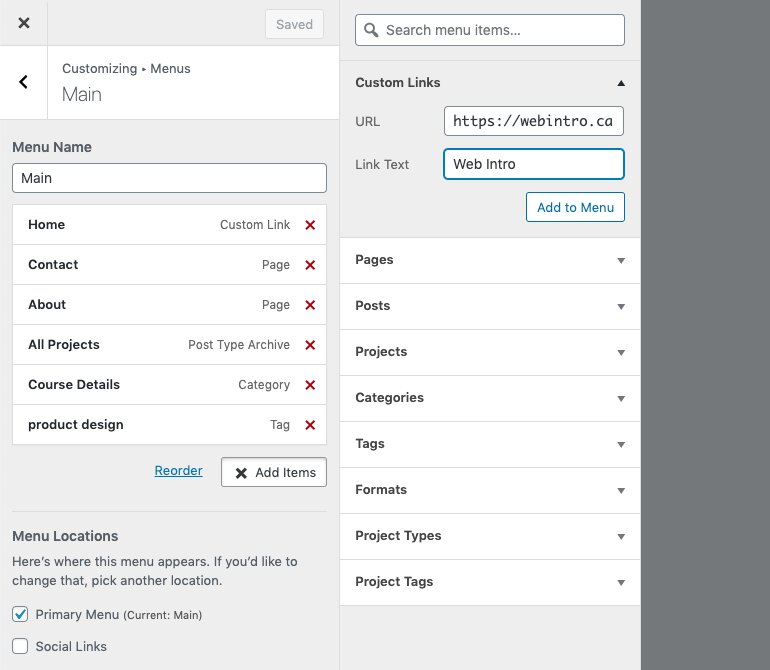 Saved
Customizing ▸ Menus
Main
Menu Name
Main
Home Custom Link
Contact Page
About Page
All Projects Post Type Archive
Course Details Category
product design Tag
Reorder Add Items
Menu Locations
Here’s where this menu appears. If you’d like to
change that, pick another location.
Primary Menu (Current: Main)
Social Links
Search menu items…
Custom Links
URL https://webintro.ca
Link Text Web Intro
Add to Menu
Pages
Posts
Projects
Categories
Tags
Formats
Project Types
Project Tags